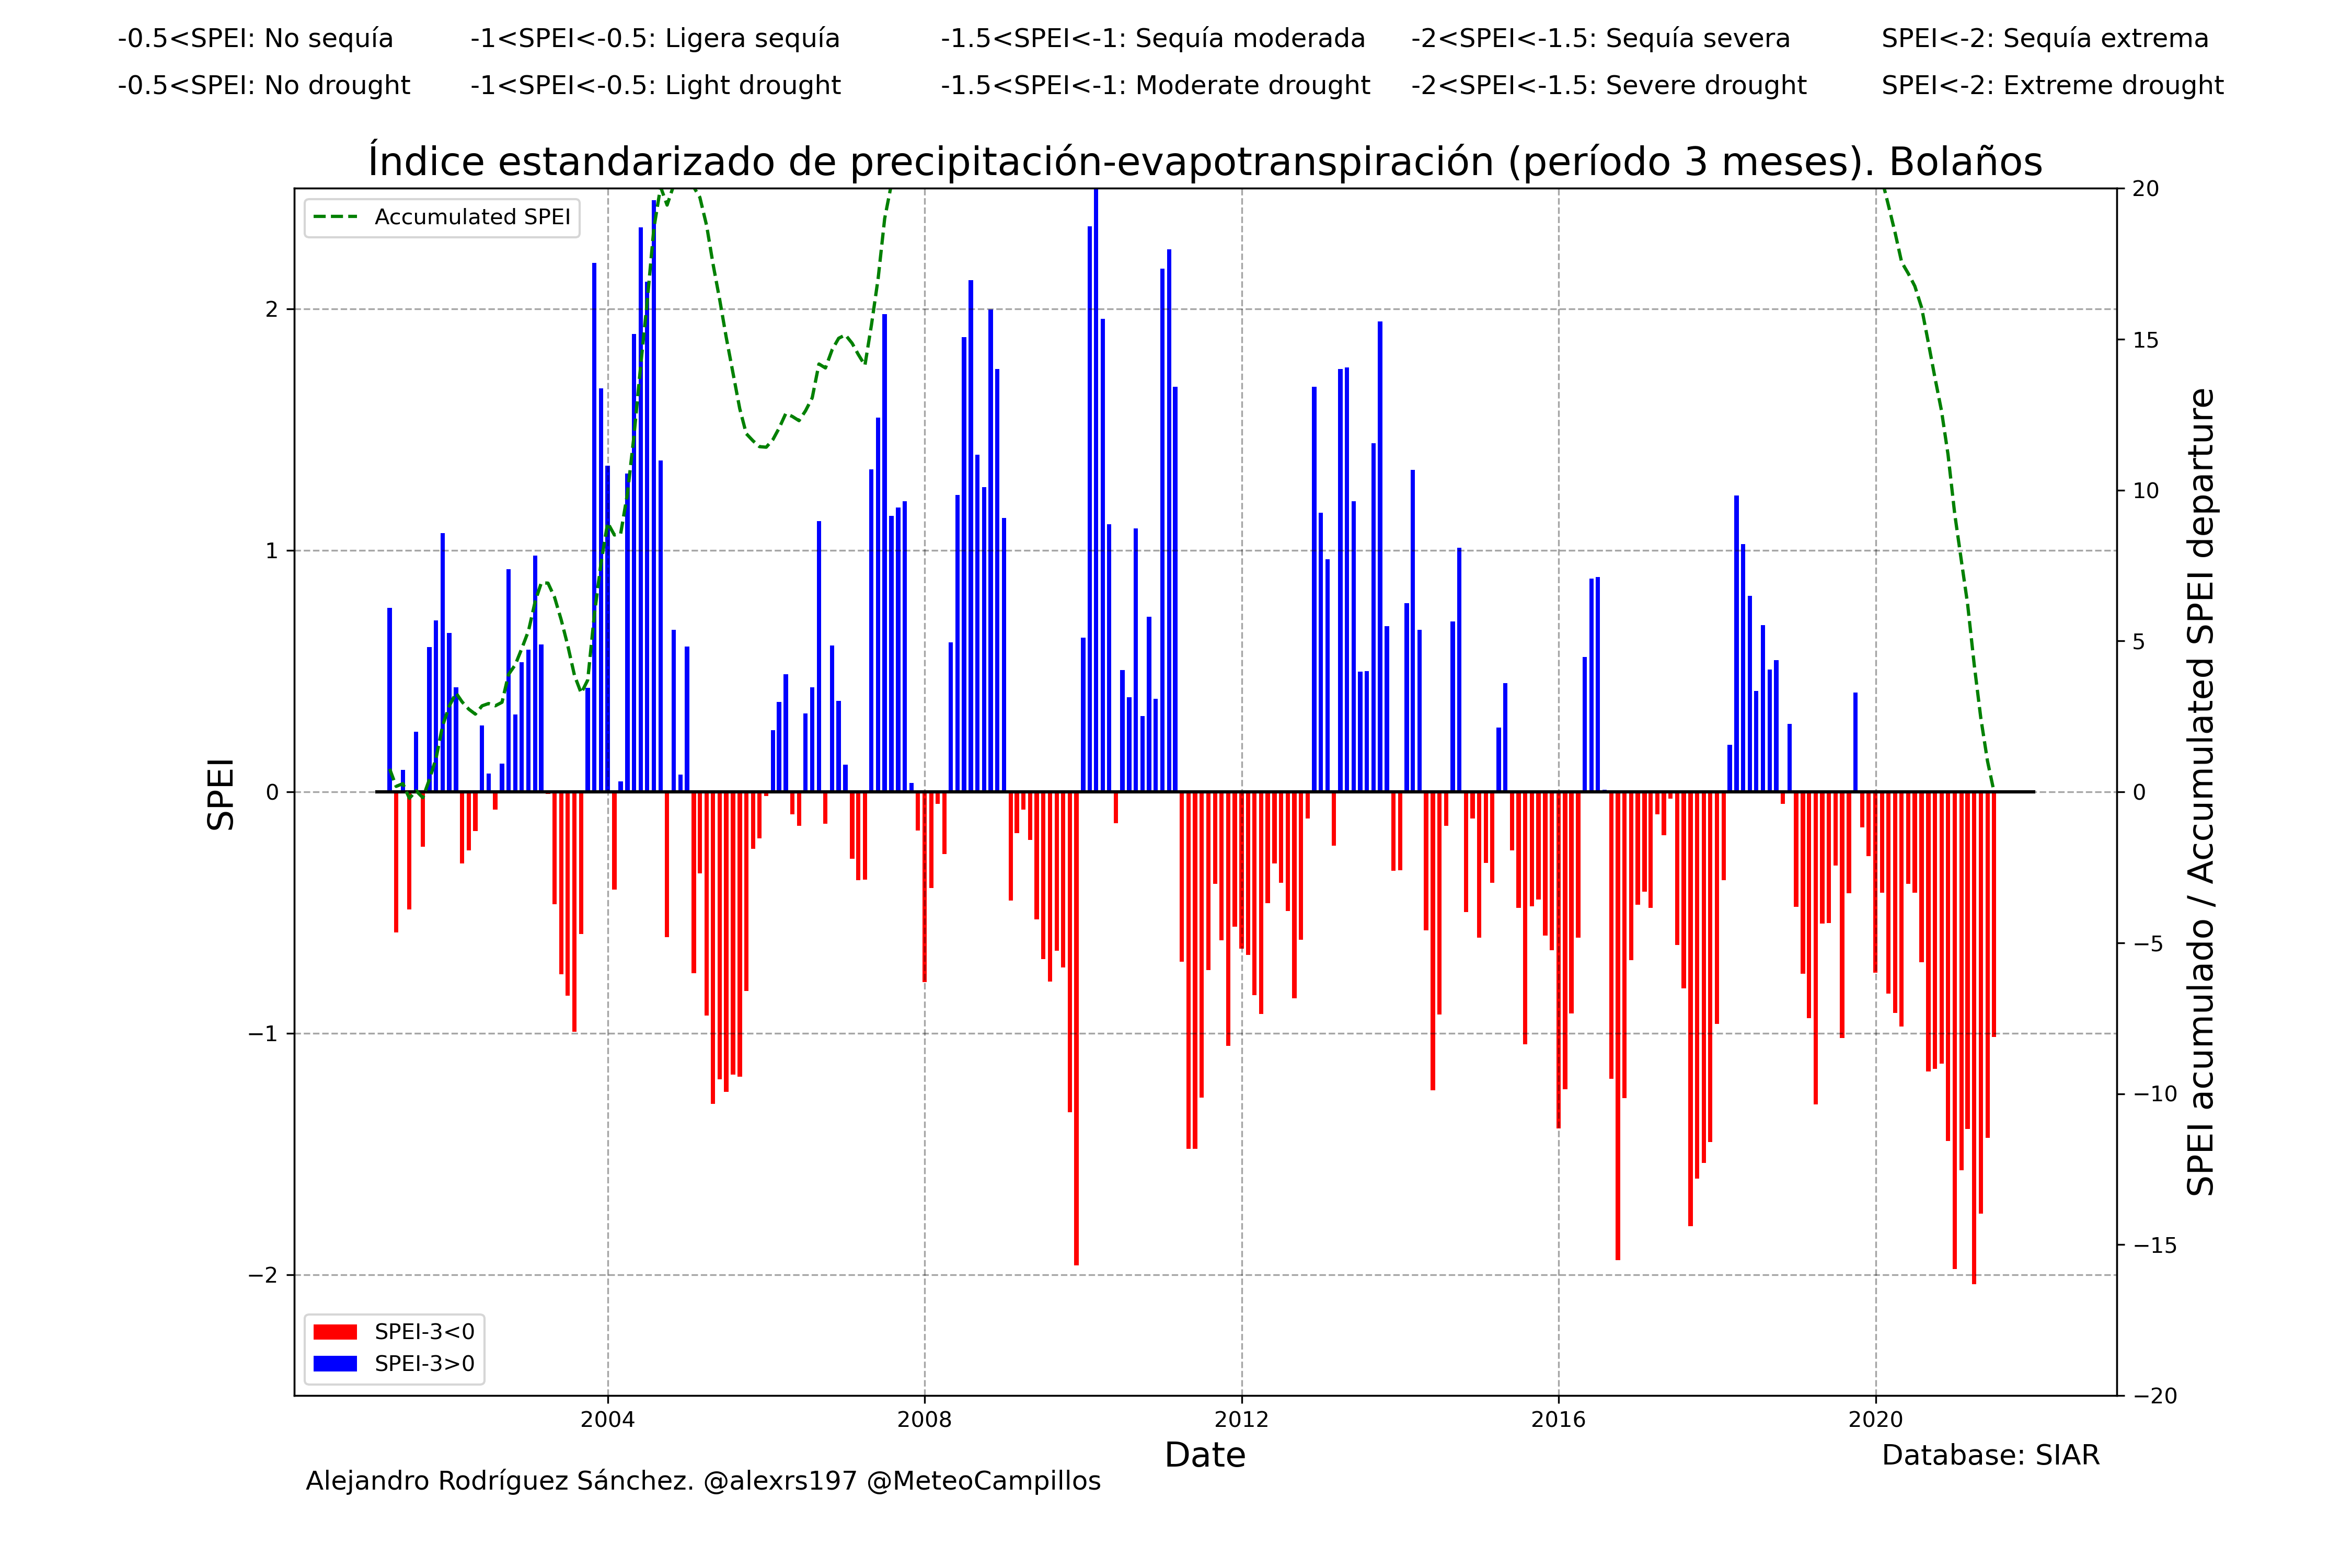 -0.5<SPEI: No sequía -1<SPEI<-0.5: Ligera sequía -1.5<SPEI<-1: Sequía moderada -2<SPEI<-1.5: Sequía severa SPEI<-2: Sequía extrema
-0.5<SPEI: No drought -1<SPEI<-0.5: Light drought -1.5<SPEI<-1: Moderate drought -2<SPEI<-1.5: Severe drought SPEI<-2: Extreme drought
Índice estandarizado de precipitación-evapotranspiración (período 3 meses). Bolaños
Accumulated SPEI
SPEI
2
1
0
−1
−2
20
15
10
5
0
−5
−10
−15
−20
SPEI acumulado / Accumulated SPEI departure
SPEI-3<0
SPEI-3>0
2004 2008 2012 2016 2020
Date
Database: SIAR
Alejandro Rodríguez Sánchez. @alexrs197 @MeteoCampillos